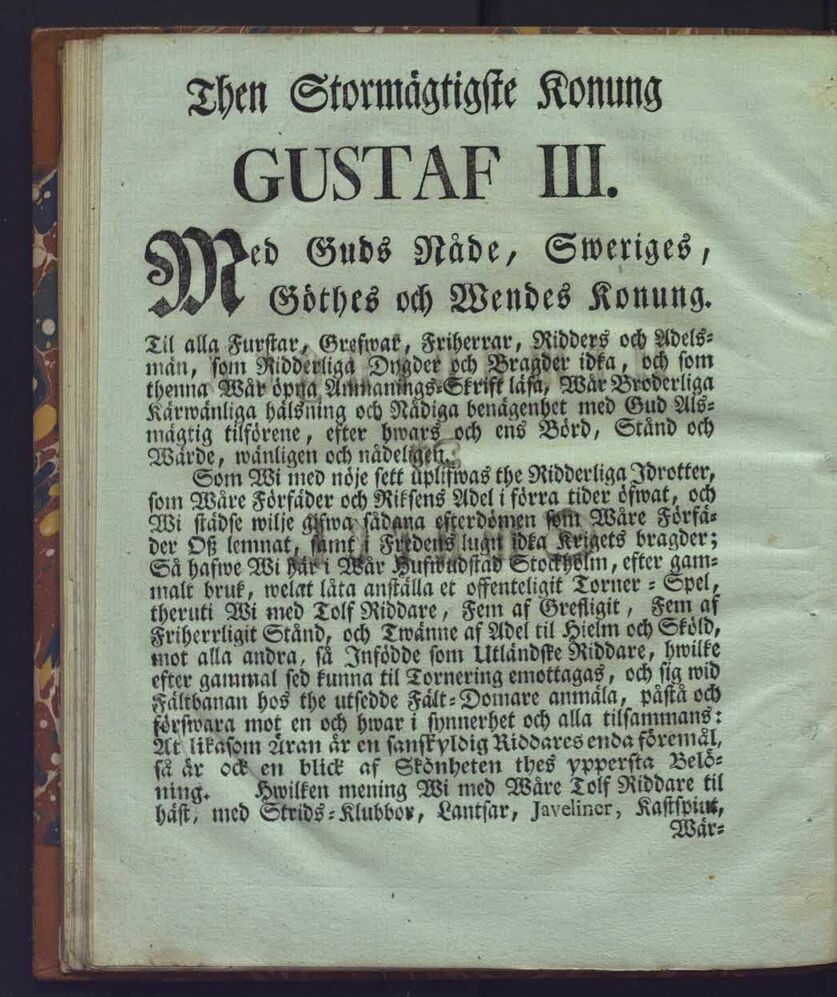 Then Stormägtigste Konung
GUSTAF III.
Med Guds Nåde, Sweriges,
Göthes och Wendes Konung.
Til alla Furstar, Grefwar, Friherrar, Ridders och Adels-
män, som Ridderliga Dygder och Bragder idka, och som
thenna Wår öpna Anmanings-Skrift läsa, Wår Broderliga
Kärwänliga hälsning och Nådiga benägenhet med Gud Als-
mägtig tilförene, efter hwars och ens Börd, Stånd och
Wärde, wänligen och nådeligen.
Som Wi med nöje sett uplifwas the Ridderliga Idrotter,
som Wåre Förfäder och Riksens Adel i förra tider öfwat, och
Wi städse wilje gifwa sådana efterdömen som Wåre Förfä-
der Oß lemnat, samt i Fredens lugn idka Krigets bragder;
Så hafwe Wi här i Wår Hufwudstad Stockholm, efter gam-
malt bruk, welat låta anställa et offenteligit Torner-Spel,
theruti Wi med Tolf Riddare, Fem af Grefligit, Fem af
Friherrligit Stånd, och Twänne af Adel til Hielm och Sköld,
mot alla andra, så Infödde som Utländske Riddare, hwilke
efter gammal sed kunna til Tornering emottagas, och sig wid
Fältbanan hos the utsedde Fält-Domare anmäla, påstå och
förswara mot en och hwar i synnerhet och alla tilsammans:
At likasom Äran är en sanskyldig Riddares enda föremål,
så är ock en blick af Skönheten thes yppersta Belö-
ning. Hwilken mening Wi med Wåre Tolf Riddare til
häst, med Strids-Klubbor, Lantsar, Javeliner, Kastspiut,
Wär-